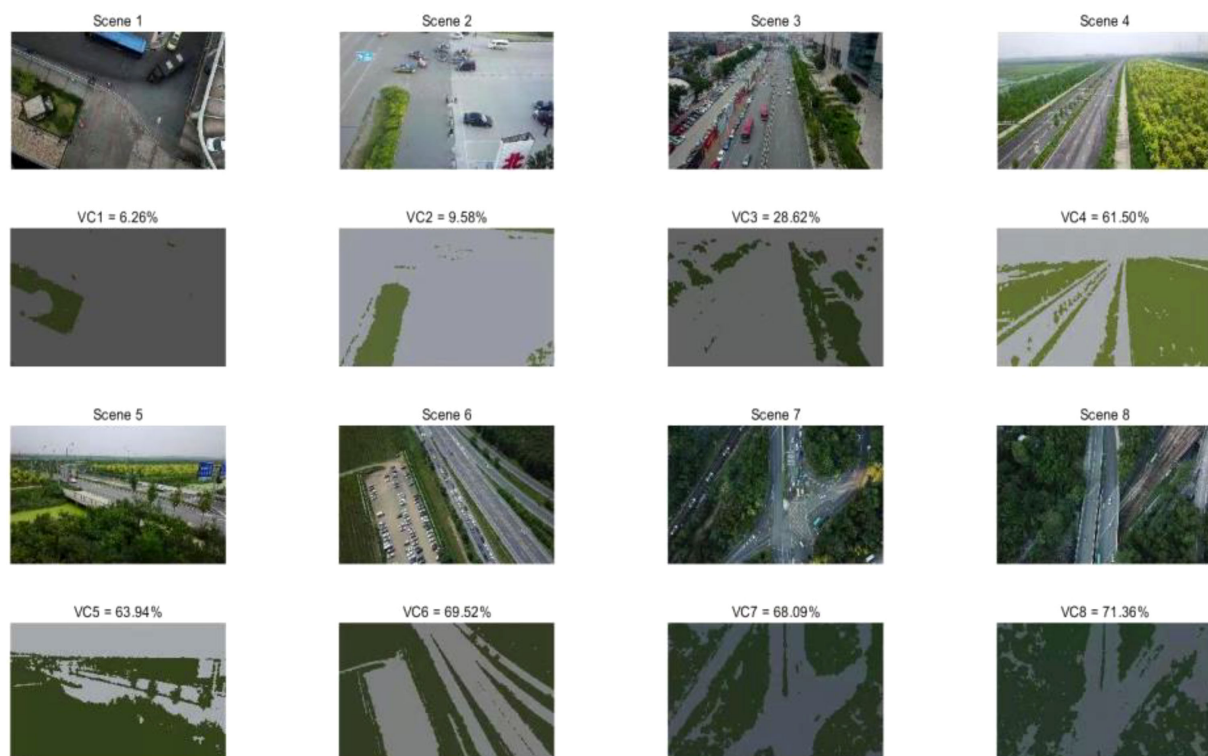 Scene 1
Scene 2
Scene 3
Scene 4
北
VC1 = 6.26%
VC2 = 9.58%
VC3 = 28.62%
VC4 = 61.50%
Scene 5
Scene 6
Scene 7
Scene 8
VC5 = 63.94%
VC6 = 69.52%
VC7 = 68.09%
VC8 = 71.36%